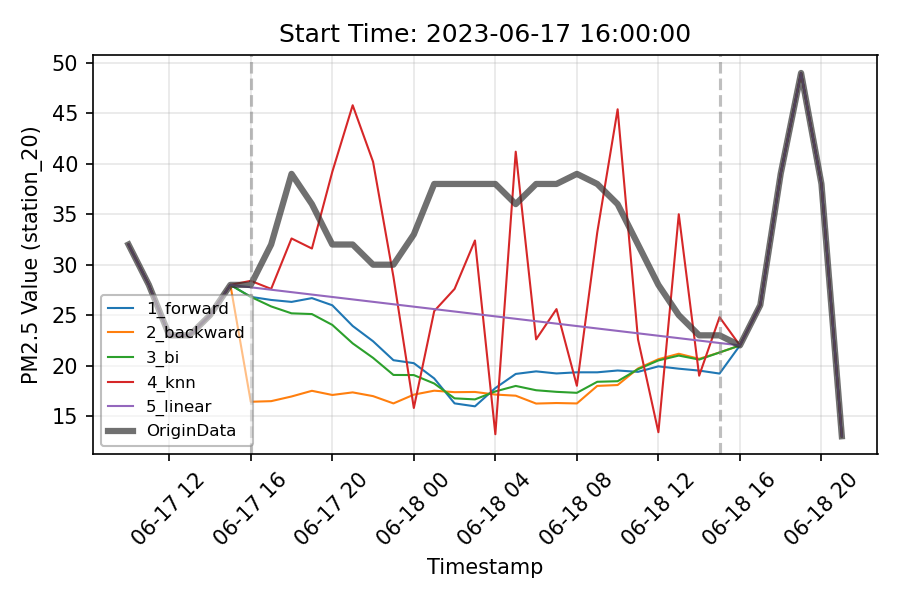 Start Time: 2023-06-17 16:00:00
PM2.5 Value (station_20)
50
45
40
35
30
25
20
15
1_forward
2_backward
3_bi
4_knn
5_linear
OriginData
06-17 12
06-17 16
06-17 20
06-18 00
06-18 04
06-18 08
06-18 12
06-18 16
06-18 20
Timestamp